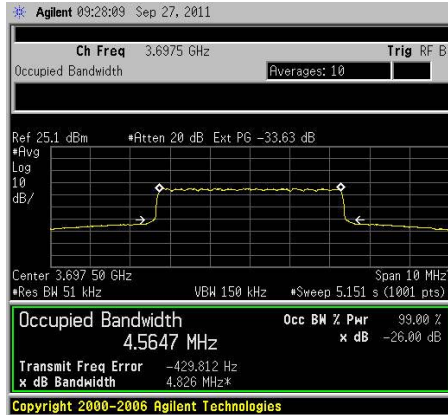 Agilent 09:28:09 Sep 27, 2011
Ch Freq 3.6975 GHz Trig RF B
Occupied Bandwidth Averages: 10
Ref 25.1 dBm #Atten 20 dB Ext PG -33.63 dB
#Avg
Log
10
dB/
Center 3.697 50 GHz Span 10 MHz
#Res BW 51 kHz VBW 150 kHz #Sweep 5.151 s (1001 pts)
Occupied Bandwidth Occ BW % Pwr 99.00 %
4.5647 MHz x dB -26.00 dB
Transmit Freq Error -429.812 Hz
x dB Bandwidth 4.826 MHz*
Copyright 2000-2006 Agilent Technologies